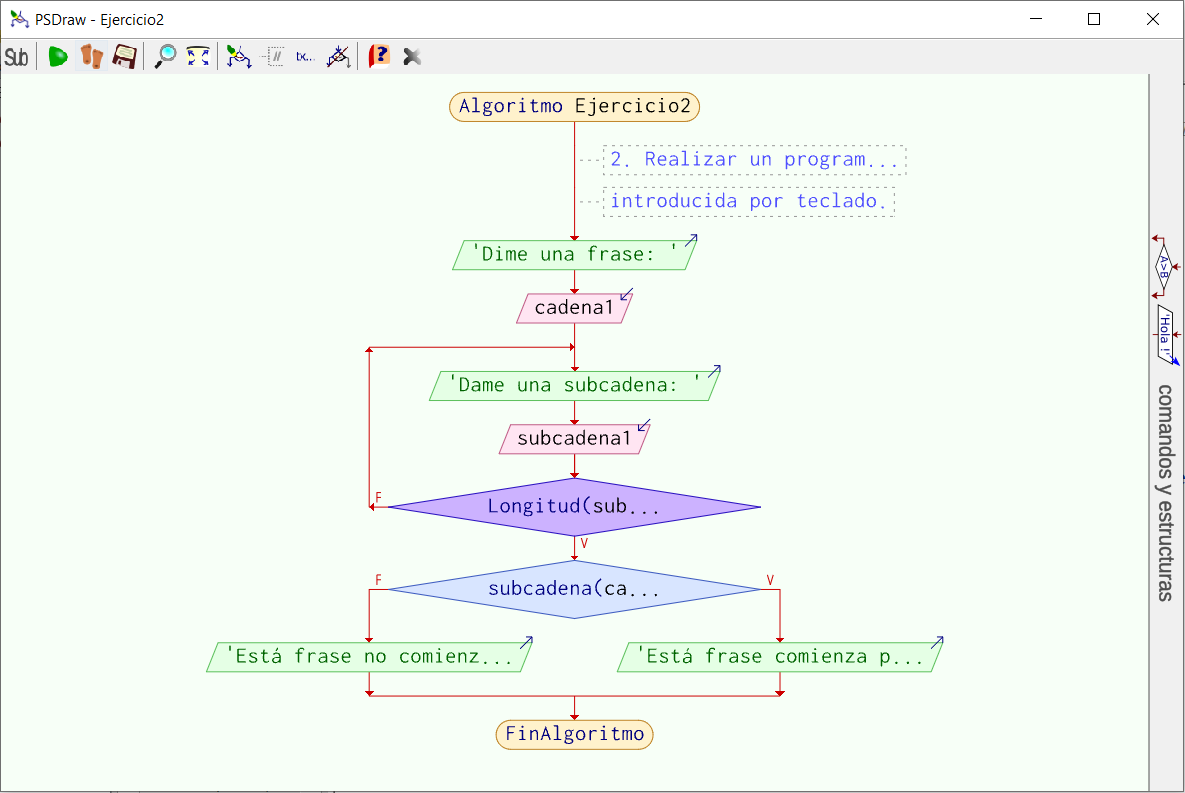 PSDraw - Ejercicio2
Sub
//
tx...
?
Algoritmo Ejercicio2
2. Realizar un program...
introducida por teclado.
'Dime una frase: '
cadena1
'Dame una subcadena: '
subcadena1
F
Longitud(sub...
V
F
subcadena(ca...
V
'Está frase no comienz...
'Está frase comienza p...
FinAlgoritmo
A>B
'Hola !'
comandos y estructuras